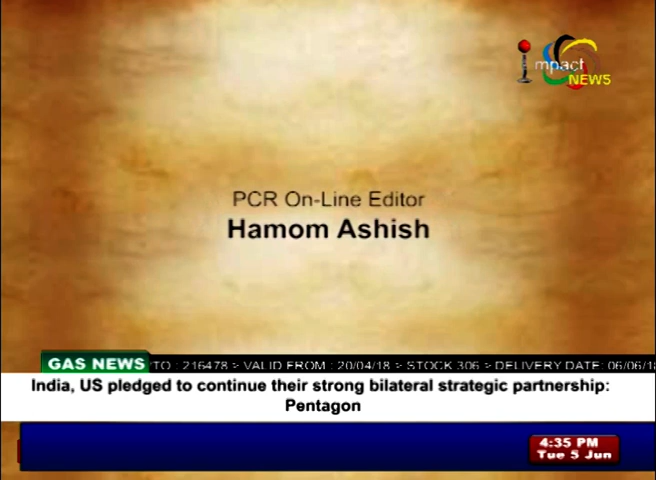 impact
NEWS
PCR On-Line Editor
Hamom Ashish
GAS NEWS
TO : 216478 > VALID FROM : 20/04/18 > STOCK 306 > DELIVERY DATE: 06/06/18
India, US pledged to continue their strong bilateral strategic partnership:
Pentagon
4:35 PM
Tue 5 Jun